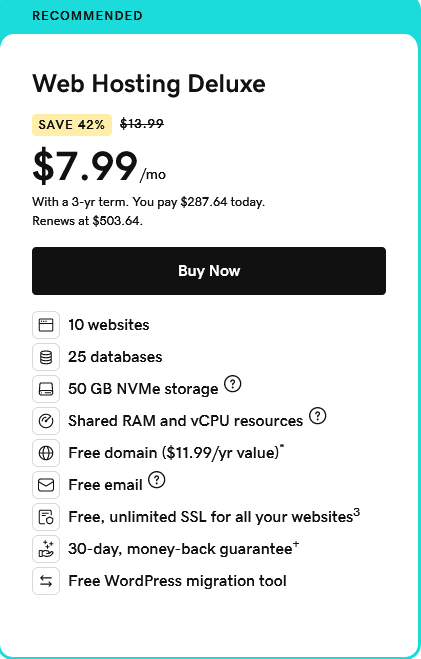 RECOMMENDED
Web Hosting Deluxe
SAVE 42% $13.99
$7.99/mo
With a 3-yr term. You pay $287.64 today.
Renews at $503.64.
Buy Now
10 websites
25 databases
50 GB NVMe storage ?
Shared RAM and vCPU resources ?
Free domain ($11.99/yr value)*
Free email ?
Free, unlimited SSL for all your websites3
30-day, money-back guarantee+
Free WordPress migration tool